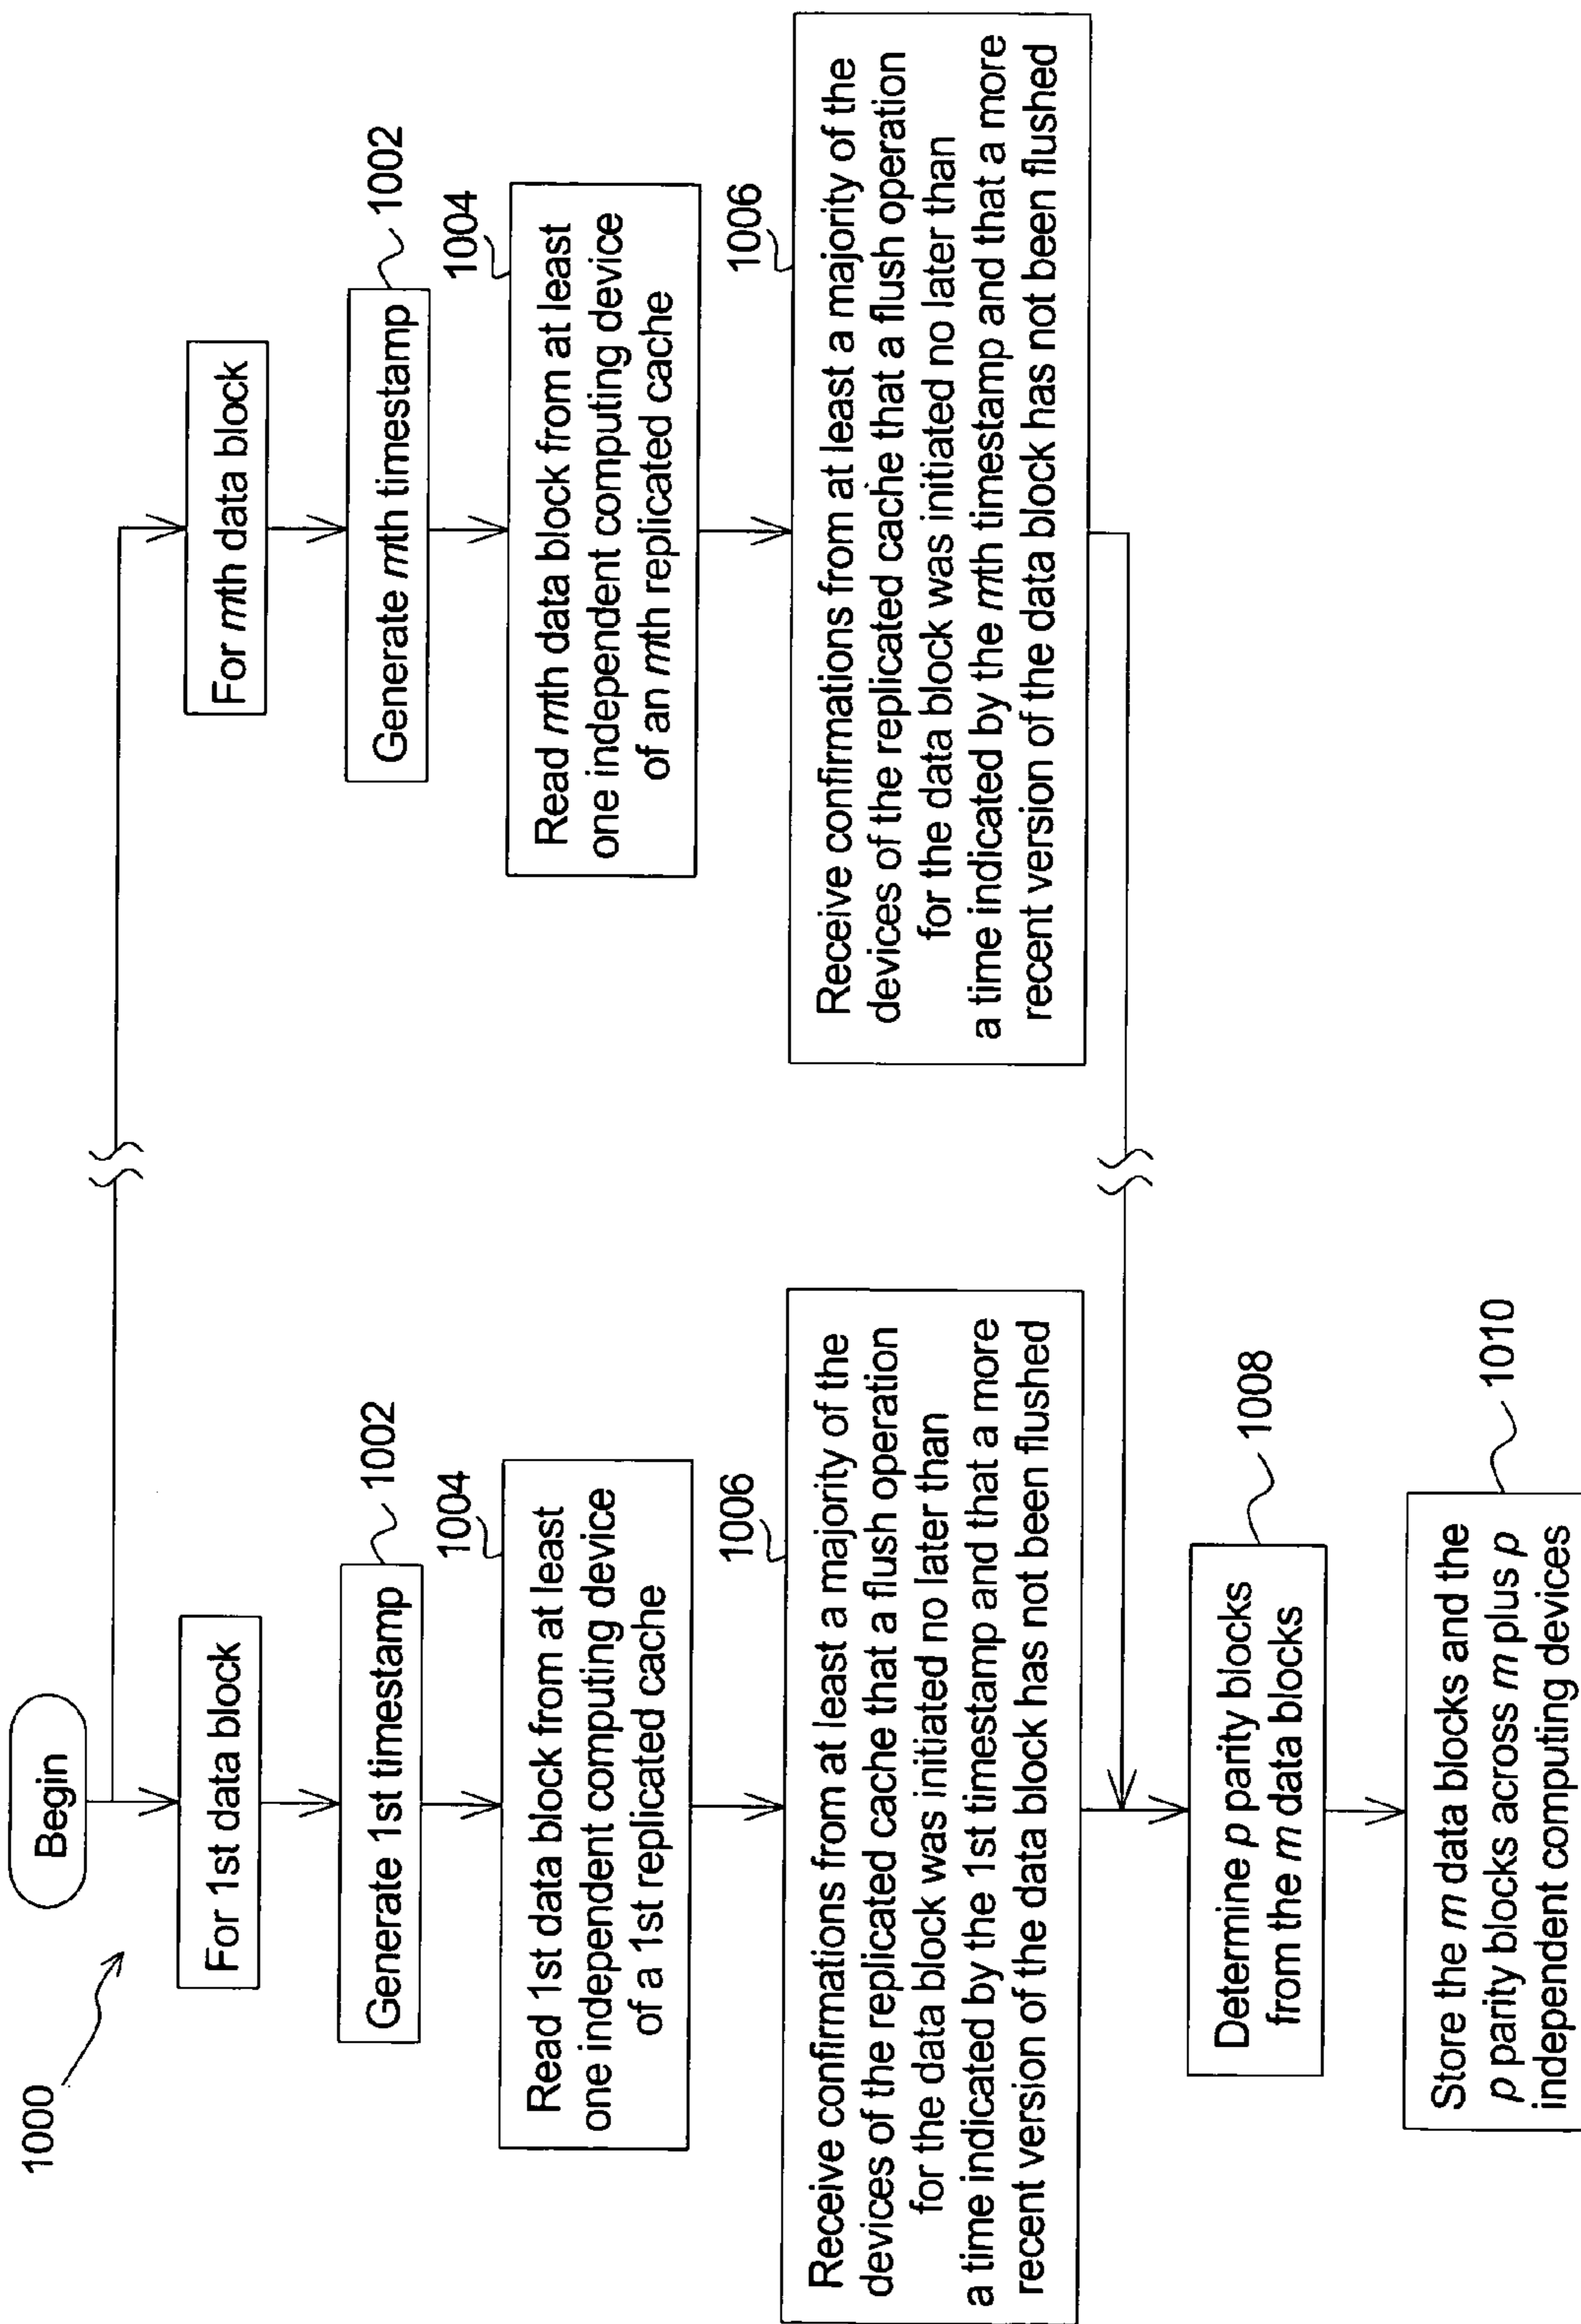 1000
Begin
For 1st data block
Generate 1st timestamp
1002
1004
Read 1st data block from at least
one independent computing device
of a 1st replicated cache
1006
Receive confirmations from at least a majority of the
devices of the replicated cache that a flush operation
for the data block was initiated no later than
a time indicated by the 1st timestamp and that a more
recent version of the data block has not been flushed
For mth data block
Generate mth timestamp
1002
1004
Read mth data block from at least
one independent computing device
of an mth replicated cache
1006
Receive confirmations from at least a majority of the
devices of the replicated cache that a flush operation
for the data block was initiated no later than
a time indicated by the mth timestamp and that a more
recent version of the data block has not been flushed
Determine p parity blocks
from the m data blocks
1008
Store the m data blocks and the
p parity blocks across m plus p
independent computing devices
1010